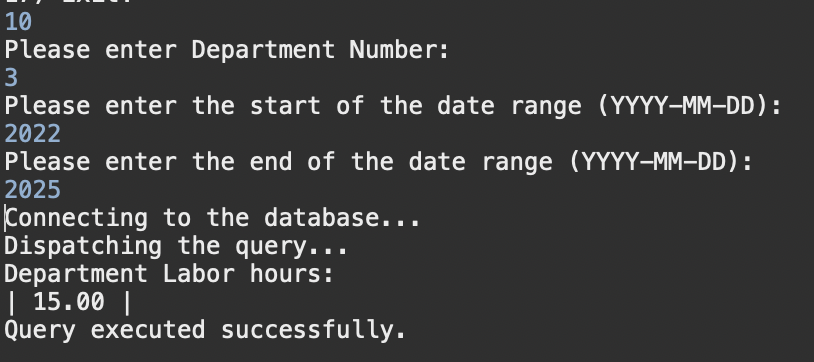 10
Please enter Department Number:
3
Please enter the start of the date range (YYYY-MM-DD):
2022
Please enter the end of the date range (YYYY-MM-DD):
2025
Connecting to the database...
Dispatching the query...
Department Labor hours:
| 15.00 |
Query executed successfully.